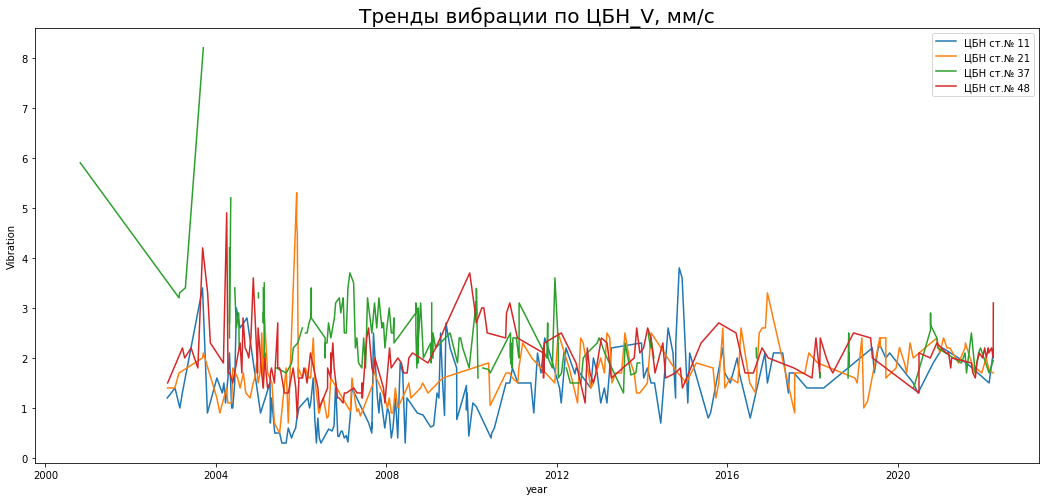 Тренды вибрации по ЦБН_V, мм/с
ЦБН ст.№ 11
ЦБН ст.№ 21
ЦБН ст.№ 37
ЦБН ст.№ 48
Vibration
8
7
6
5
4
3
2
1
0
2000 2004 2008 2012 2016 2020
year